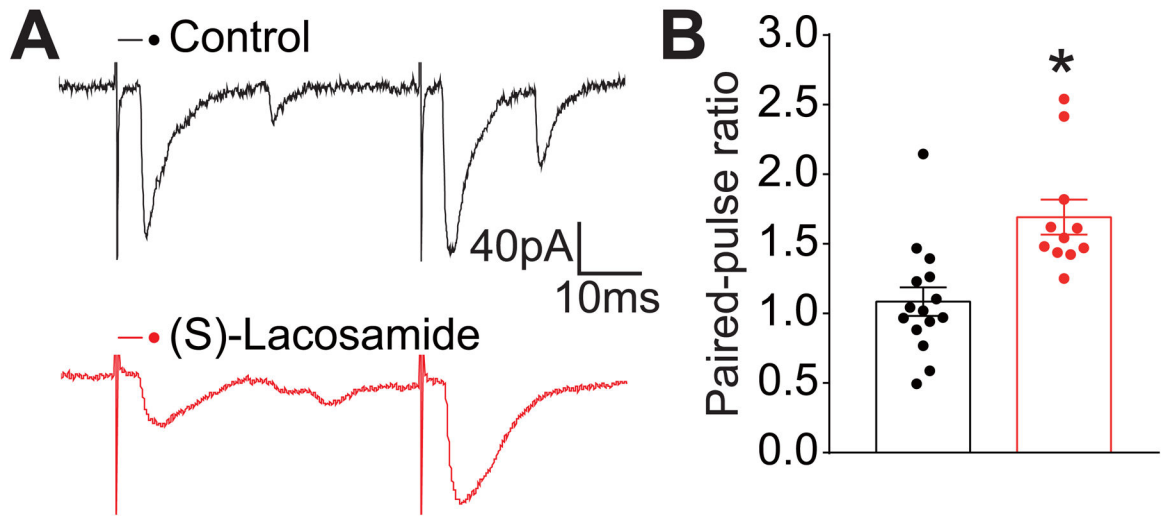 A
Control
40pA
10ms
(S)-Lacosamide
B
Paired-pulse ratio
3.0
2.5
2.0
1.5
1.0
0.5
0.0
*